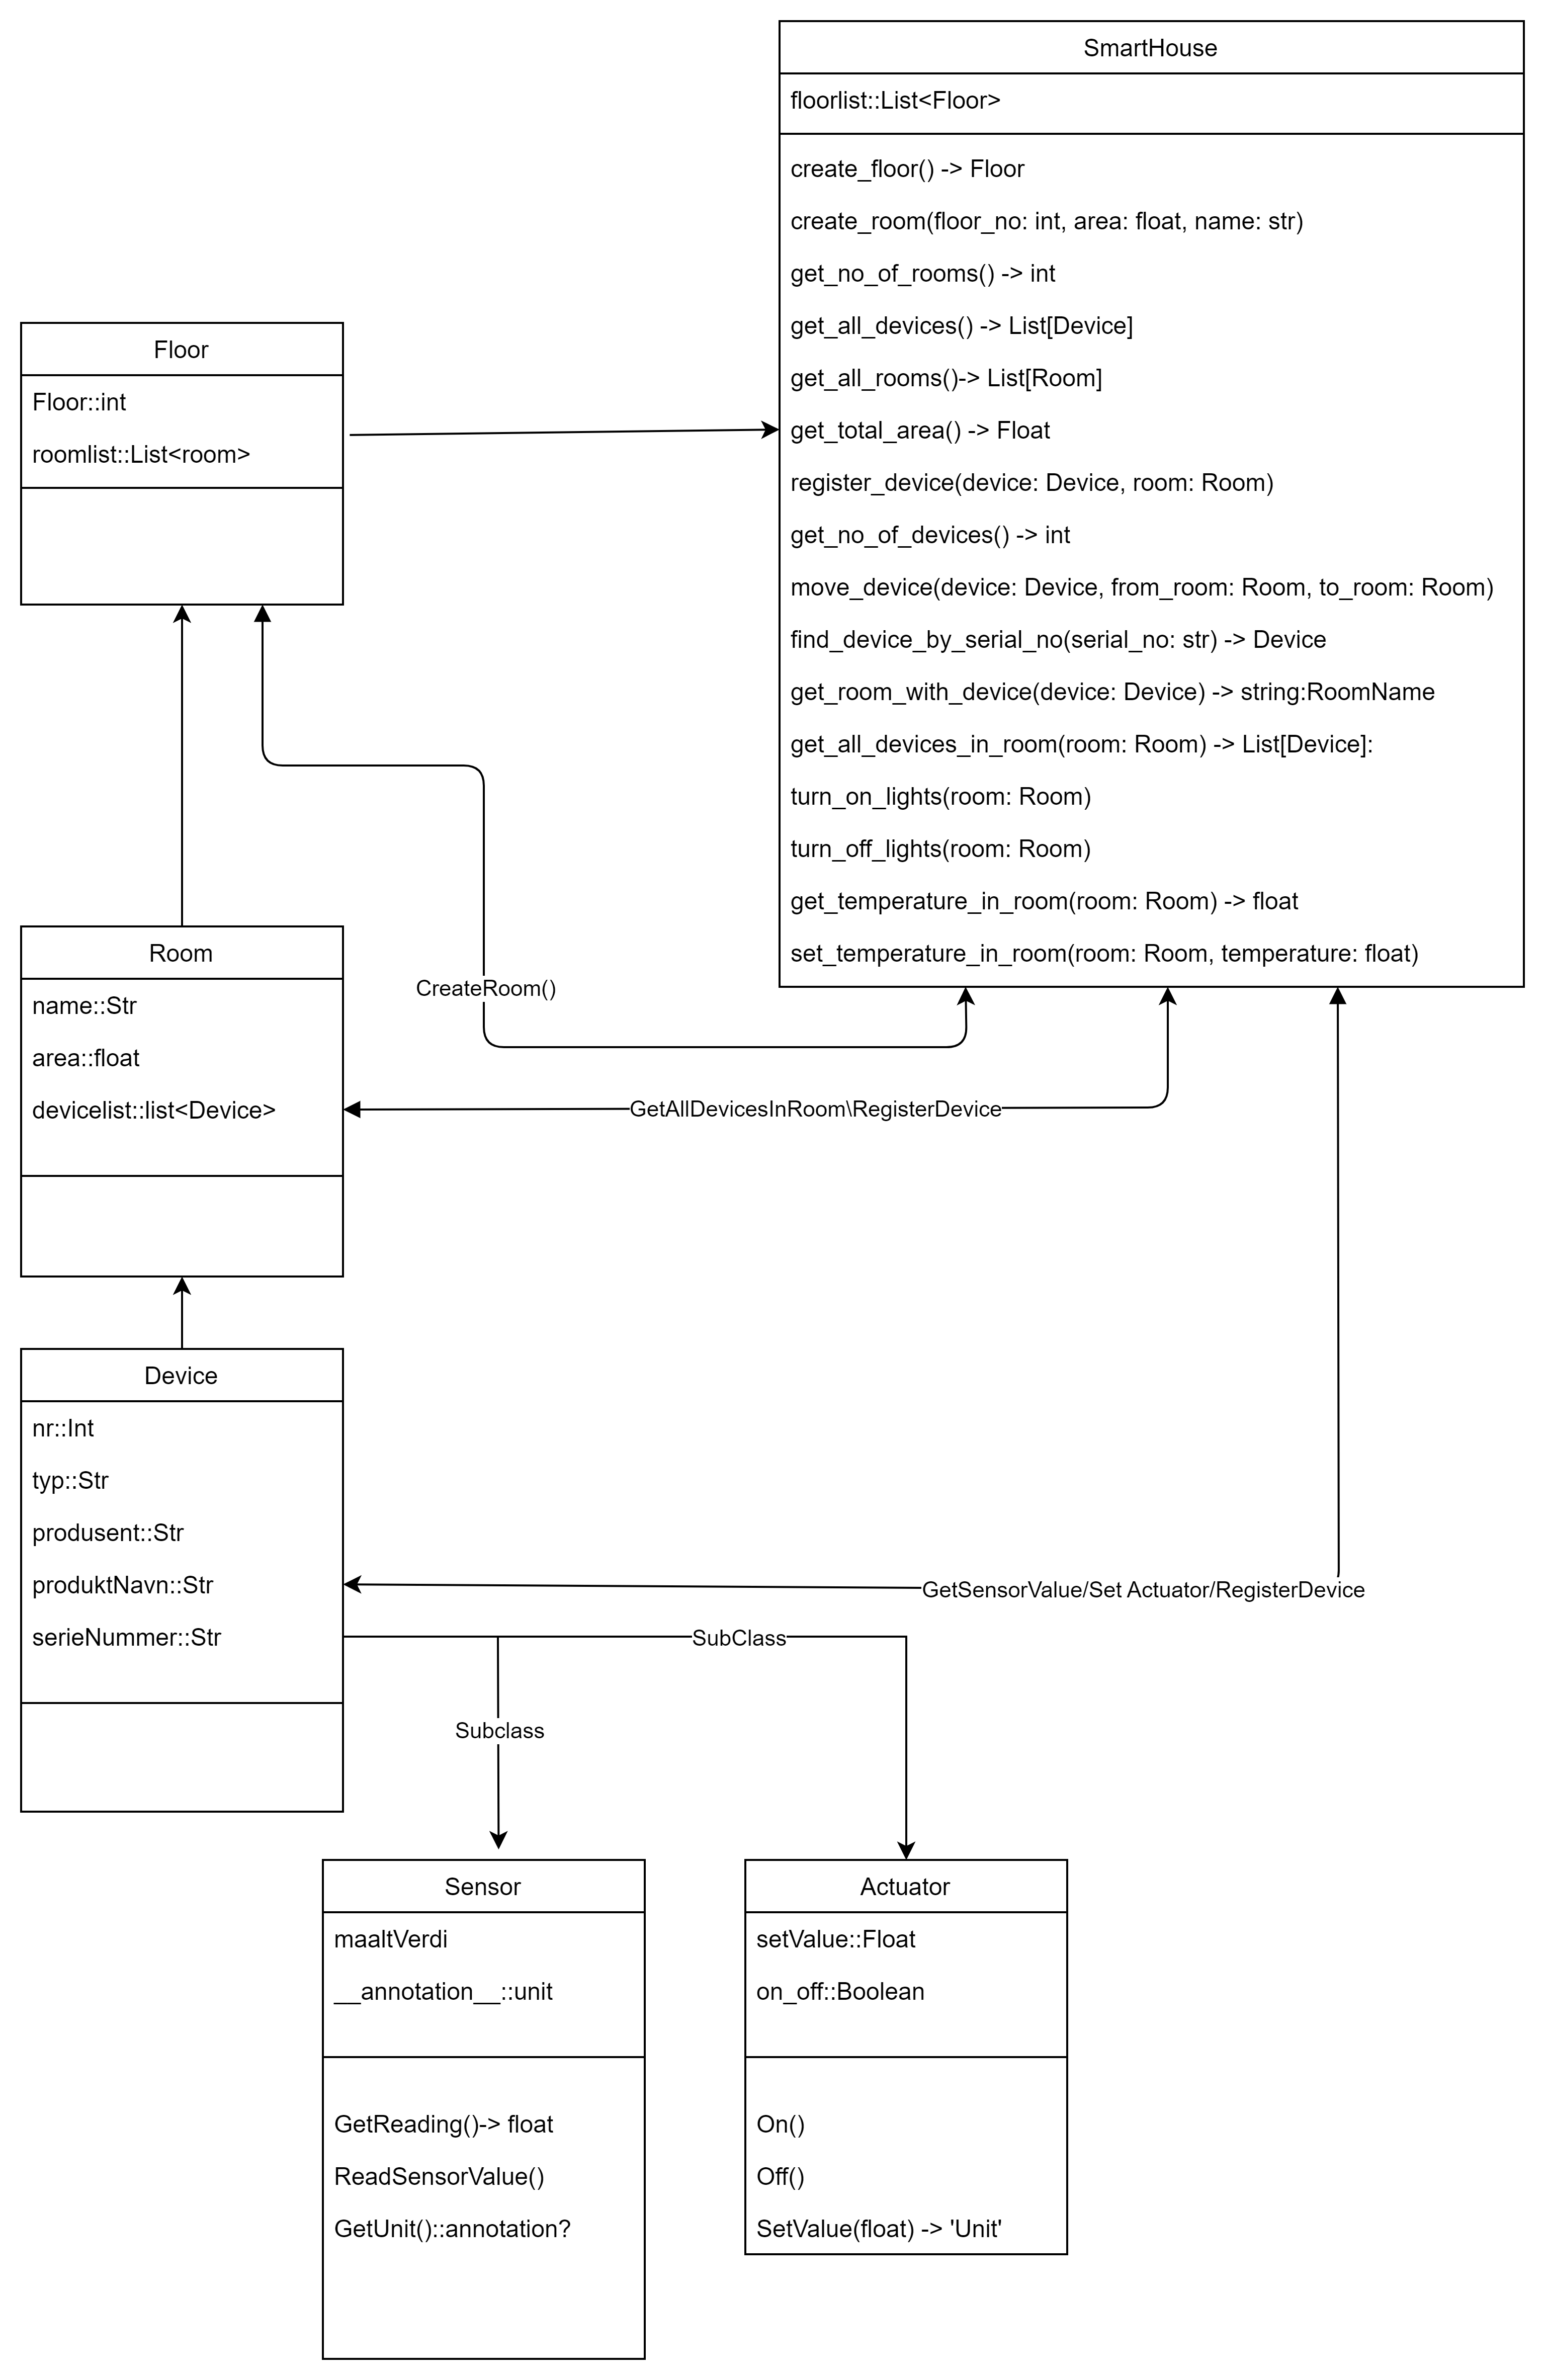 SmartHouse
floorlist::List<Floor>
create_floor() -> Floor
create_room(floor_no: int, area: float, name: str)
get_no_of_rooms() -> int
get_all_devices() -> List[Device]
get_all_rooms()-> List[Room]
get_total_area() -> Float
register_device(device: Device, room: Room)
get_no_of_devices() -> int
move_device(device: Device, from_room: Room, to_room: Room)
find_device_by_serial_no(serial_no: str) -> Device
get_room_with_device(device: Device) -> string:RoomName
get_all_devices_in_room(room: Room) -> List[Device]:
turn_on_lights(room: Room)
turn_off_lights(room: Room)
get_temperature_in_room(room: Room) -> float
set_temperature_in_room(room: Room, temperature: float)
Floor
Floor::int
roomlist::List<room>
CreateRoom()
Room
name::Str
area::float
devicelist::list<Device>
GetAllDevicesInRoom\RegisterDevice
Device
nr::Int
typ::Str
produsent::Str
produktNavn::Str
serieNummer::Str
GetSensorValue/Set Actuator/RegisterDevice
SubClass
Subclass
Sensor
maaltVerdi
__annotation__::unit
GetReading()-> float
ReadSensorValue()
GetUnit()::annotation?
Actuator
setValue::Float
on_off::Boolean
On()
Off()
SetValue(float) -> 'Unit'